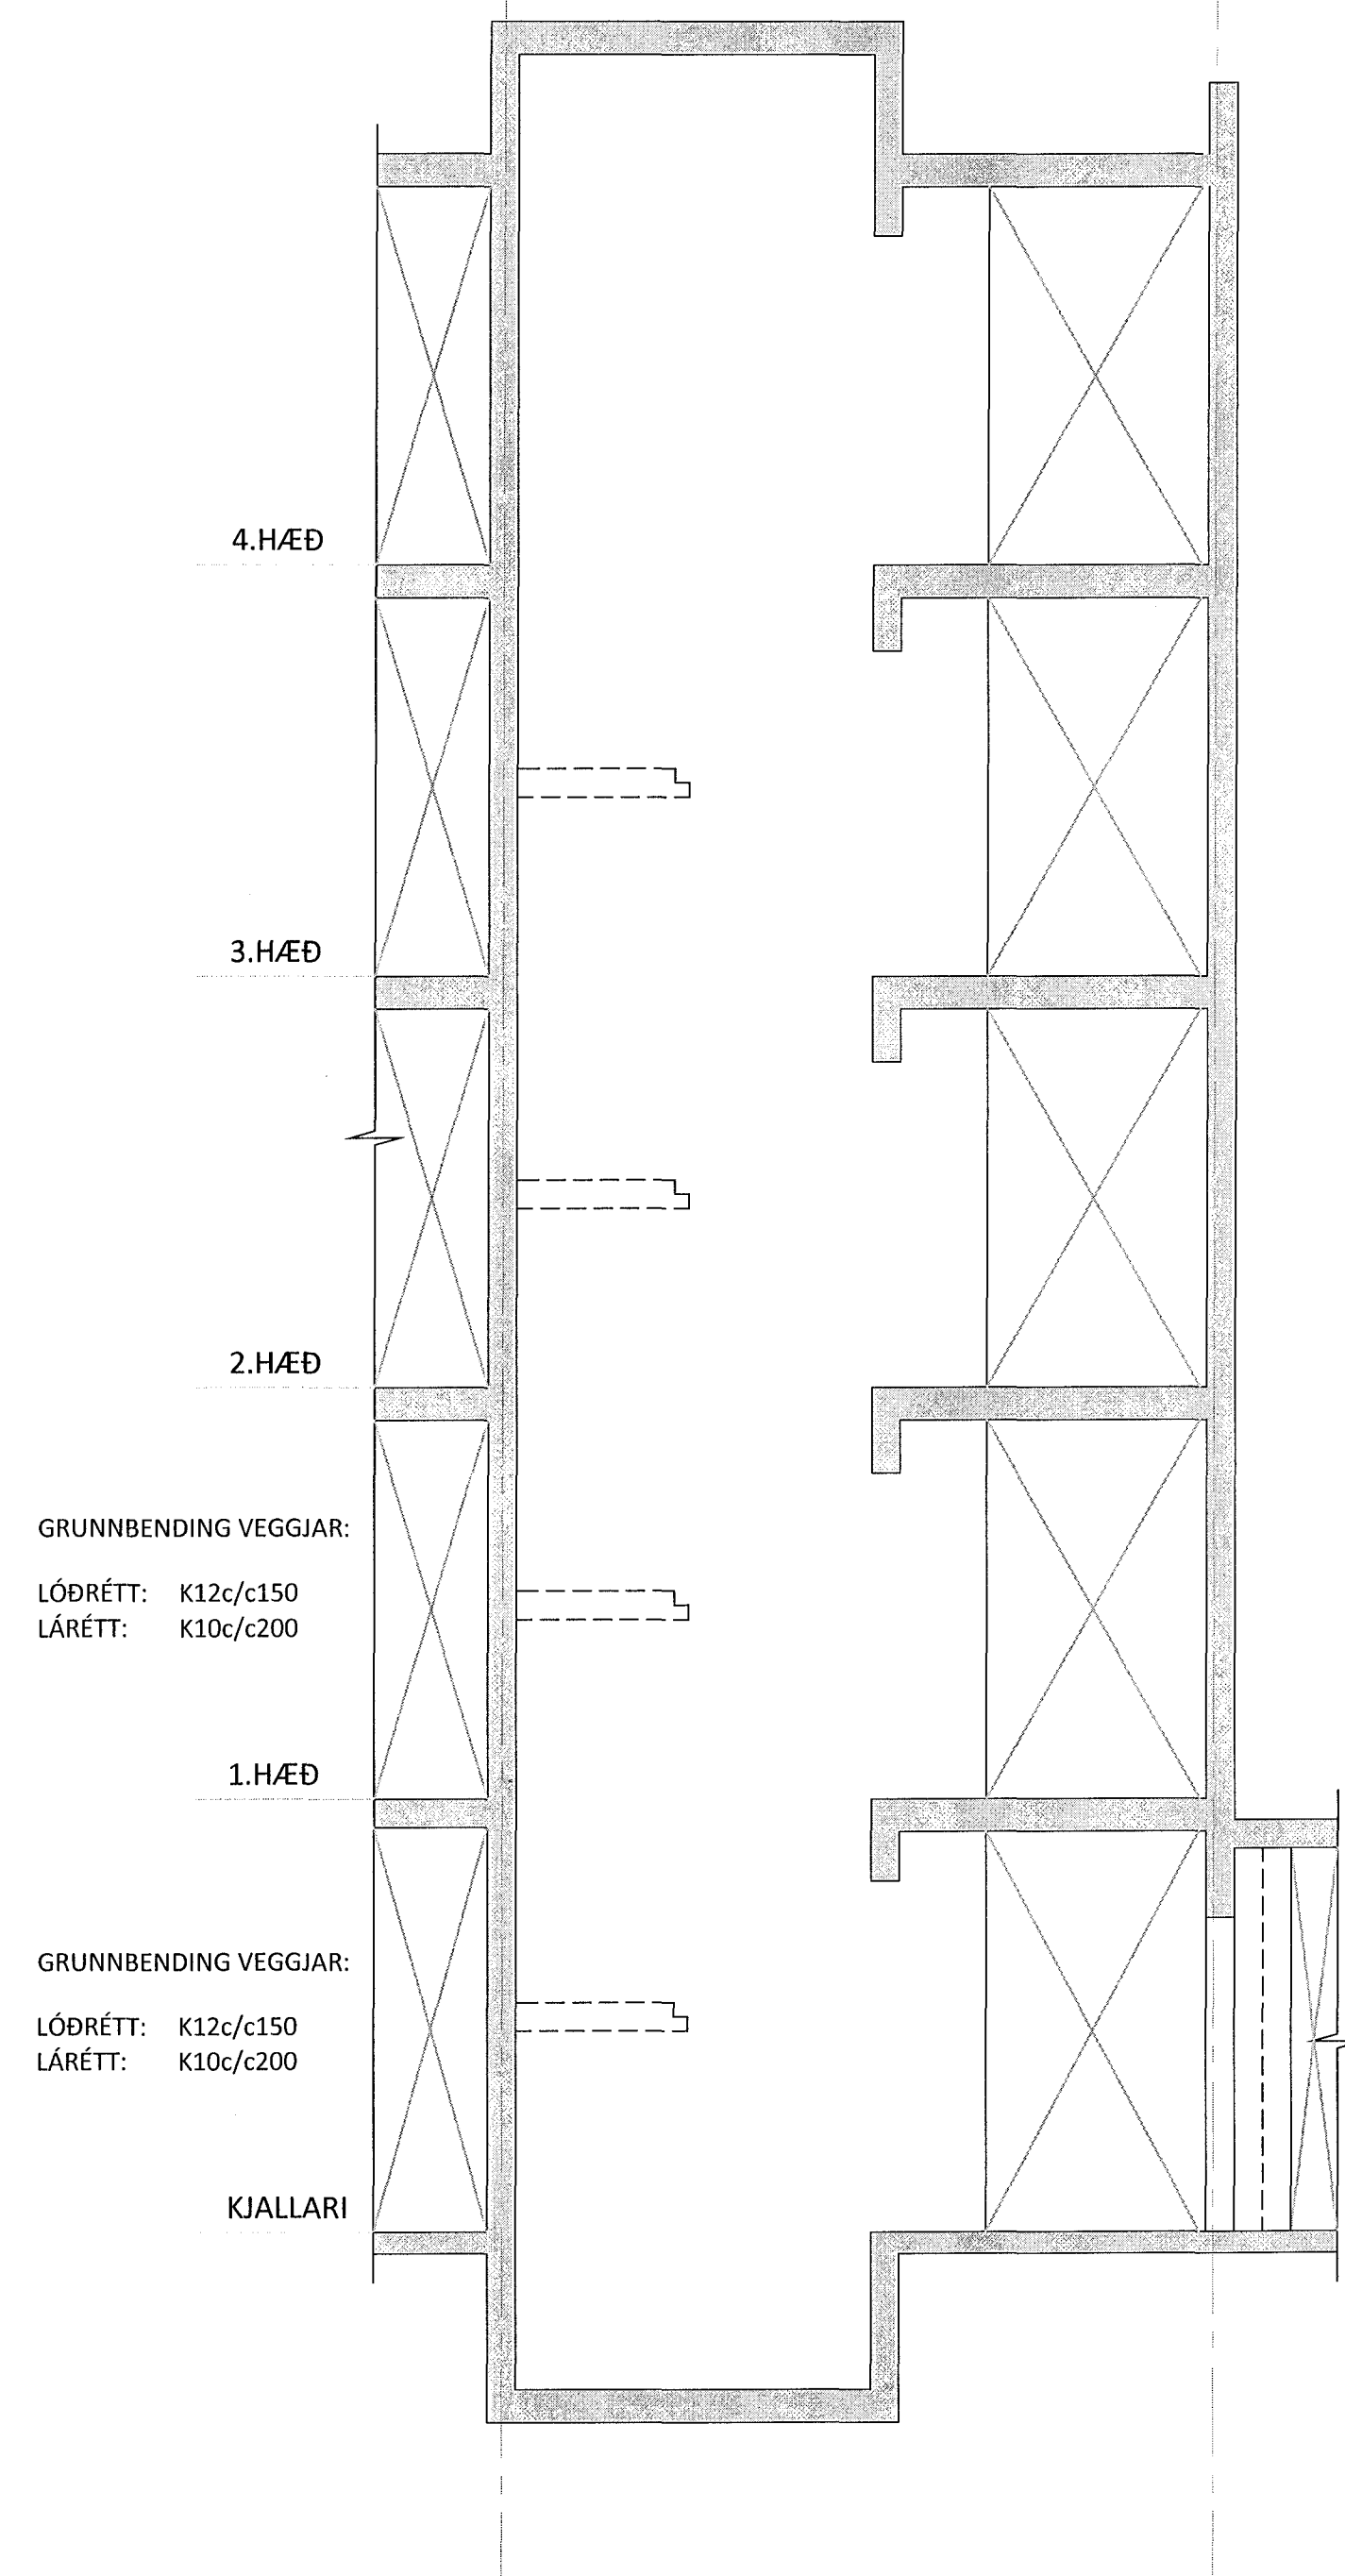 4.HÆÐ
3.HÆÐ
2.HÆÐ
GRUNNBENDING VEGGJAR:
LÓÐRÉTT: K12c/c150
LÁRÉTT: K10c/c200
1.HÆÐ
GRUNNBENDING VEGGJAR:
LÓÐRÉTT: K12c/c150
LÁRÉTT: K10c/c200
KJALLARI